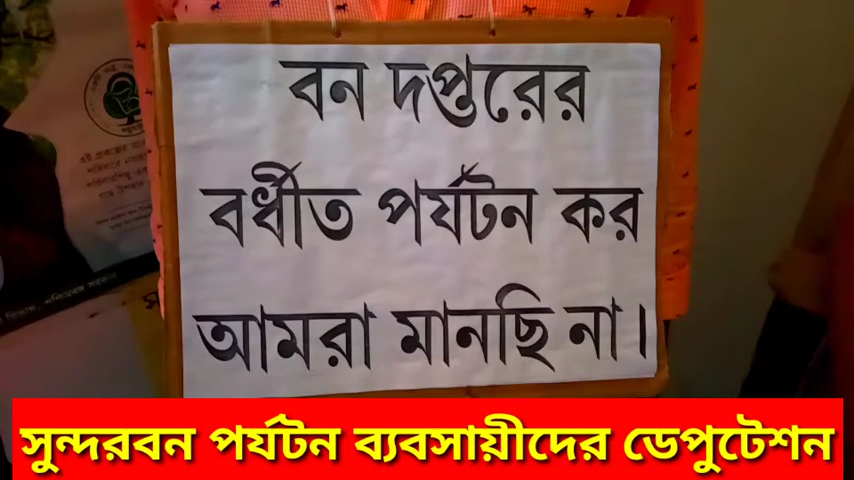 বন দপ্তরের
বর্ধীত পর্যটন কর
আমরা মানছি না।
সুন্দরবন পর্যটন ব্যবসায়ীদের ডেপুটেশন